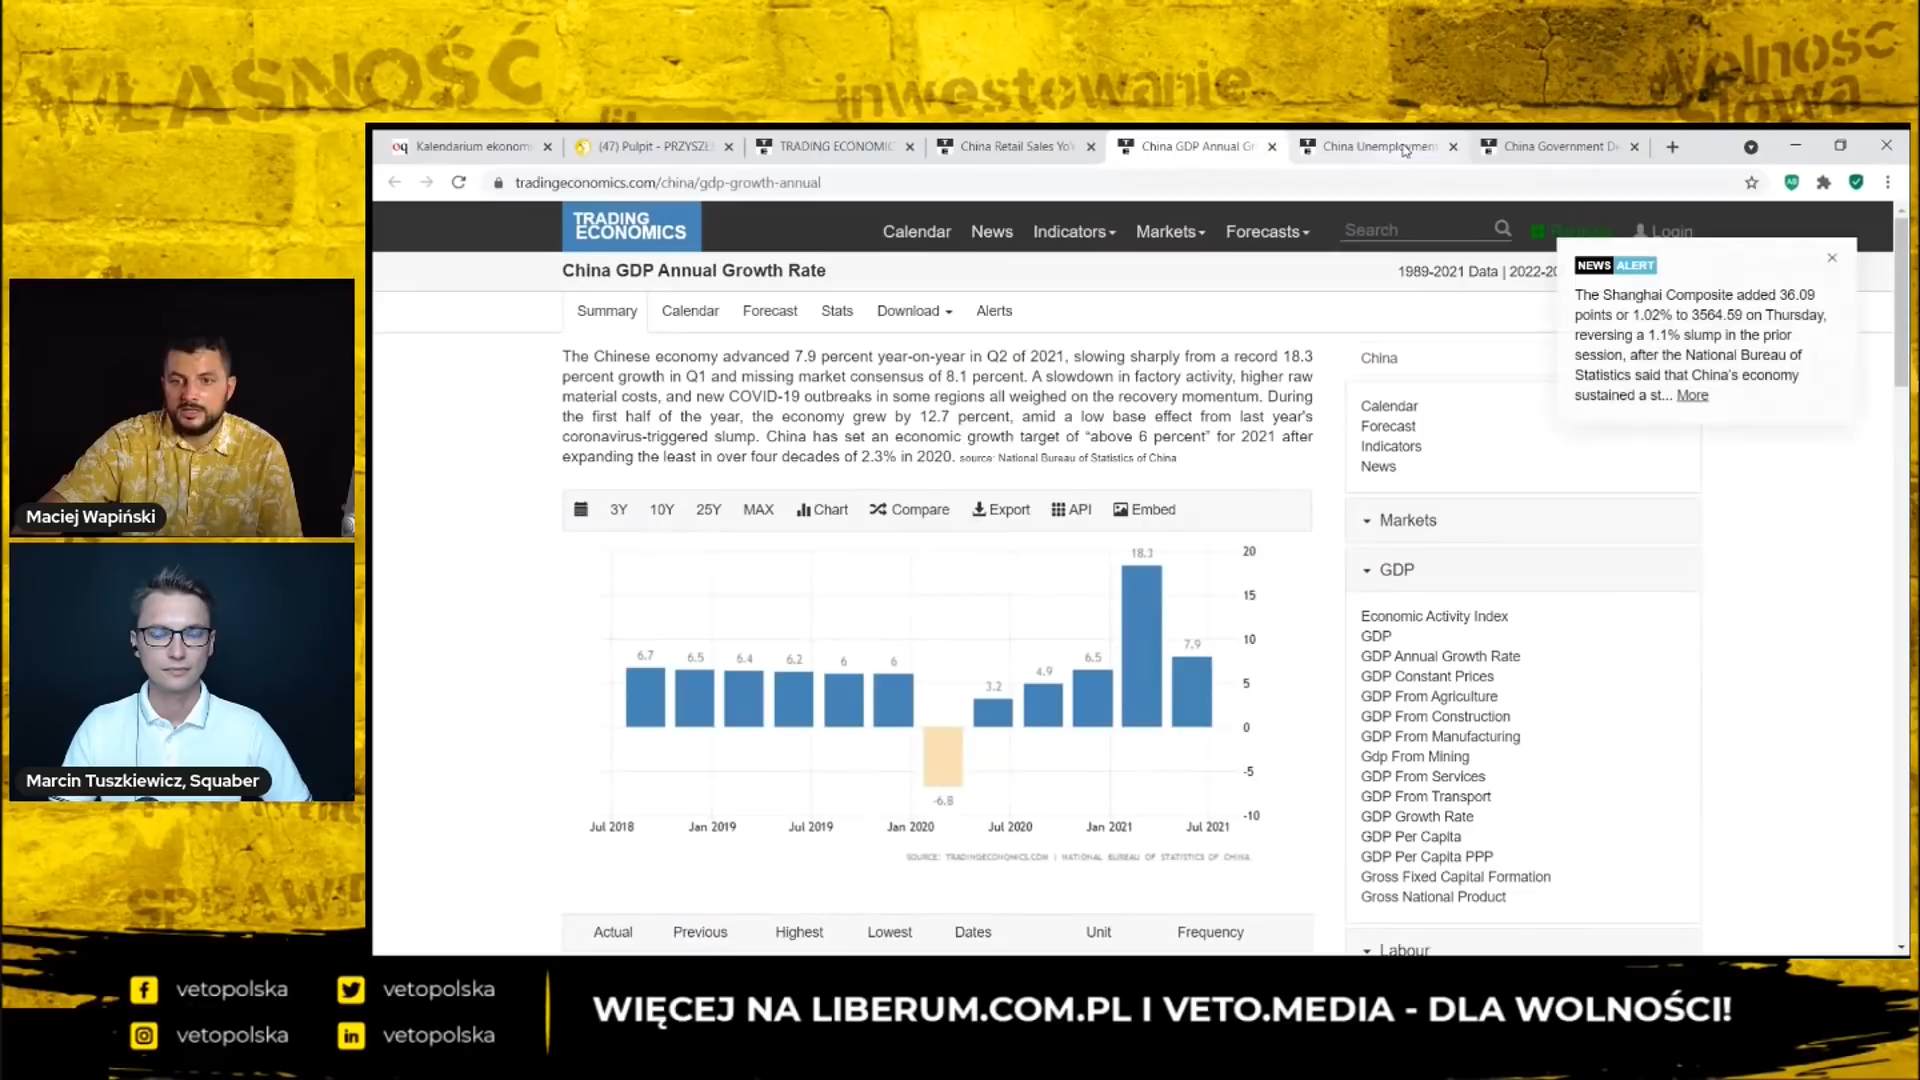 WŁASNOŚĆ
inwestowanie
wolność
słowa
Kalendarium ekonom
(47) Pulpit - PRZYSZŁ
TRADING ECONOMIC
China Retail Sales Yo
China GDP Annual Gr
China Unemployment
China Government De
tradingeconomics.com/china/gdp-growth-annual
TRADING
ECONOMICS
Calendar
News
Indicators
Markets
Forecasts
Search
Login
China GDP Annual Growth Rate
1989-2021 Data | 2022-20
NEWS ALERT
The Shanghai Composite added 36.09
points or 1.02% to 3564.59 on Thursday,
reversing a 1.1% slump in the prior
session, after the National Bureau of
Statistics said that China's economy
sustained a st... More
Summary
Calendar
Forecast
Stats
Download
Alerts
The Chinese economy advanced 7.9 percent year-on-year in Q2 of 2021, slowing sharply from a record 18.3
percent growth in Q1 and missing market consensus of 8.1 percent. A slowdown in factory activity, higher raw
material costs, and new COVID-19 outbreaks in some regions all weighed on the recovery momentum. During
the first half of the year, the economy grew by 12.7 percent, amid a low base effect from last year's
coronavirus-triggered slump. China has set an economic growth target of “above 6 percent” for 2021 after
expanding the least in over four decades of 2.3% in 2020. source: National Bureau of Statistics of China
3Y
10Y
25Y
MAX
Chart
Compare
Export
API
Embed
20
15
10
5
0
-5
-10
6.7
6.5
6.4
6.2
6
6
-6.8
3.2
4.9
6.5
18.3
7.9
Jul 2018
Jan 2019
Jul 2019
Jan 2020
Jul 2020
Jan 2021
Jul 2021
SOURCE: TRADINGECONOMICS.COM | NATIONAL BUREAU OF STATISTICS OF CHINA
Actual
Previous
Highest
Lowest
Dates
Unit
Frequency
China
Calendar
Forecast
Indicators
News
Markets
GDP
Economic Activity Index
GDP
GDP Annual Growth Rate
GDP Constant Prices
GDP From Agriculture
GDP From Construction
GDP From Manufacturing
Gdp From Mining
GDP From Services
GDP From Transport
GDP Growth Rate
GDP Per Capita
GDP Per Capita PPP
Gross Fixed Capital Formation
Gross National Product
Labour
Maciej Wapiński
Marcin Tuszkiewicz, Squaber
SPRAWI
vetopolska
vetopolska
vetopolska
vetopolska
WIĘCEJ NA LIBERUM.COM.PL I VETO.MEDIA - DLA WOLNOŚCI!